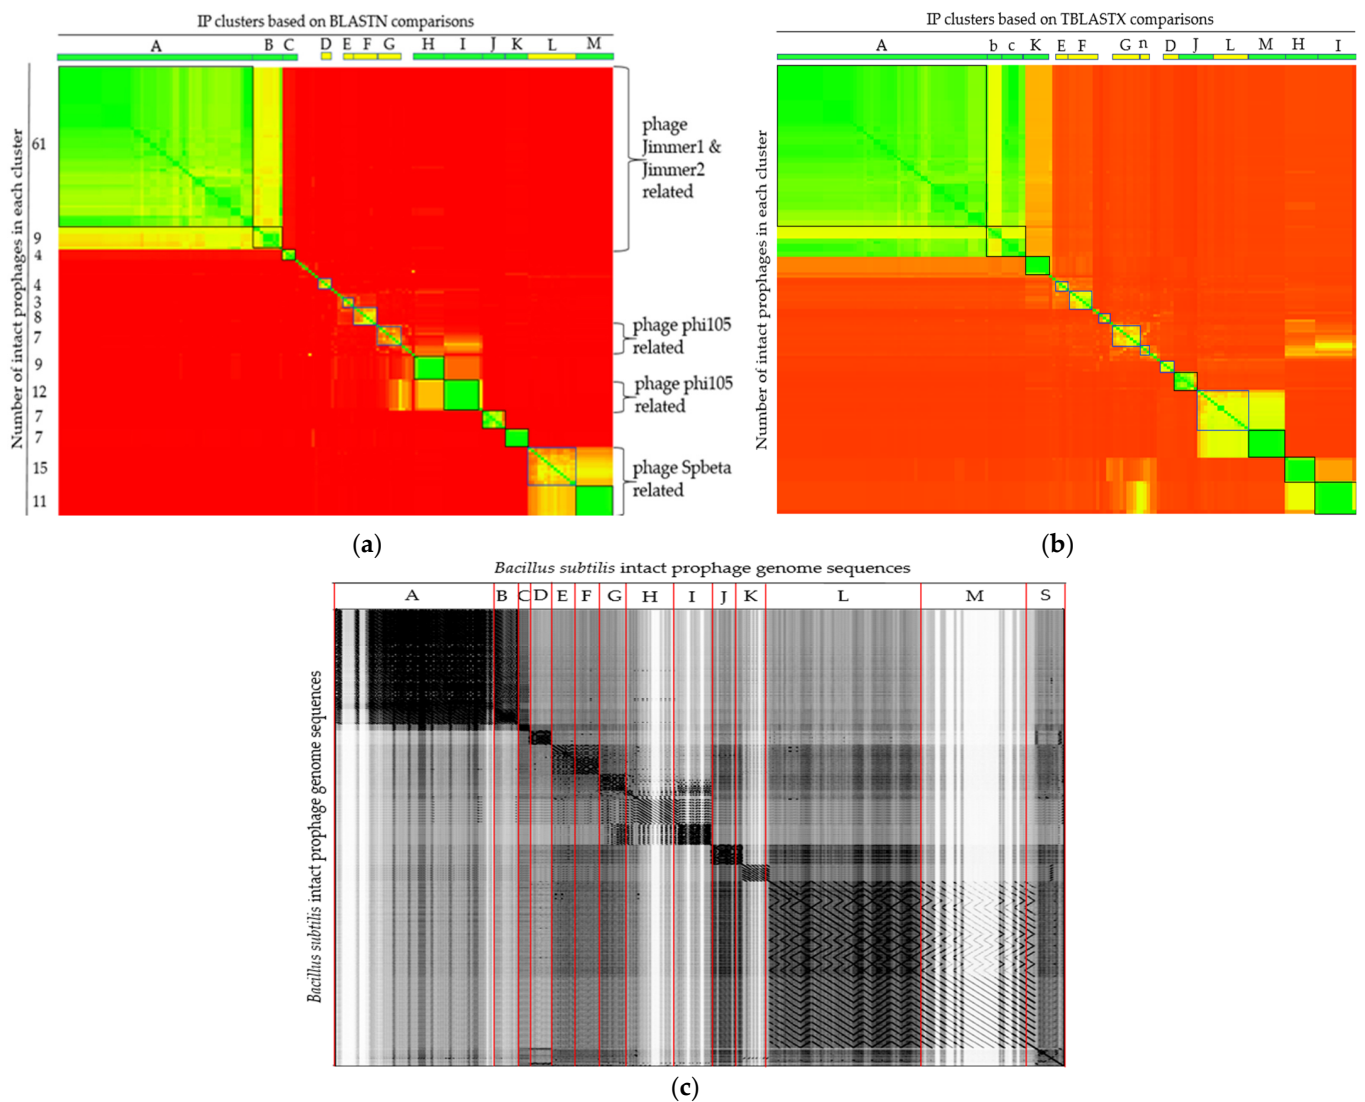 IP clusters based on BLASTN comparisons
A B C D E F G H I J K L M
Number of intact prophages in each cluster
61
9
4
4
3
8
7
9
12
7
7
15
11
phage
Jimmer1 &
Jimmer2
related
phage phi105
related
phage phi105
related
phage Spbeta
related
(a)
IP clusters based on TBLASTX comparisons
A b c K E F G n D J L M H I
Number of intact prophages in each cluster
(b)
Bacillus subtilis intact prophage genome sequences
A B C D E F G H I J K L M S
Bacillus subtilis intact prophage genome sequences
(c)